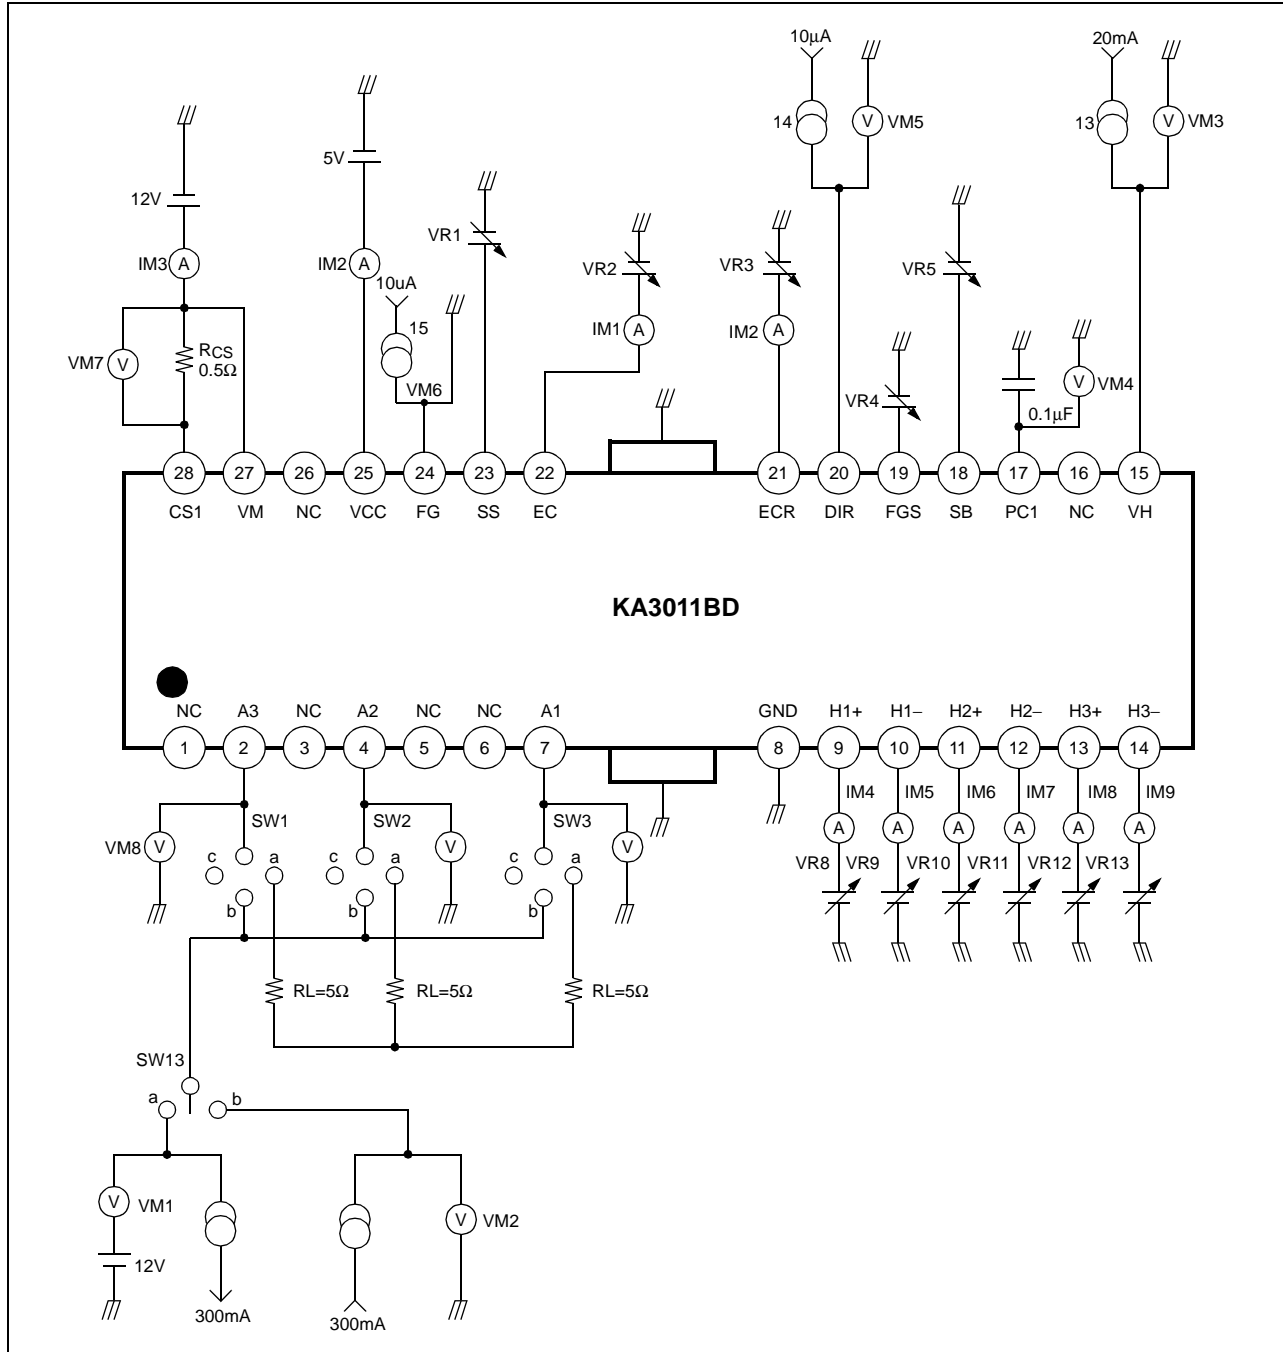 10μA
20mA
14
V
VM5
13
V
VM3
5V
12V
VR1
IM3
A
IM2
A
10uA
15
VM6
VR2
IM1
A
VR3
IM2
A
VR5
VM7
V
RCS
0.5Ω
VR4
V
VM4
0.1μF
28
27
26
25
24
23
22
21
20
19
18
17
16
15
CS1
VM
NC
VCC
FG
SS
EC
ECR
DIR
FGS
SB
PC1
NC
VH
KA3011BD
NC
A3
NC
A2
NC
NC
A1
GND
H1+
H1−
H2+
H2−
H3+
H3−
1
2
3
4
5
6
7
8
9
10
11
12
13
14
IM4
IM5
IM6
IM7
IM8
IM9
A
A
A
A
A
A
VR8
VR9
VR10
VR11
VR12
VR13
VM8
V
SW1
c
a
b
SW2
c
a
b
V
SW3
c
a
b
V
RL=5Ω
RL=5Ω
RL=5Ω
SW13
a
b
V
VM1
12V
300mA
300mA
V
VM2